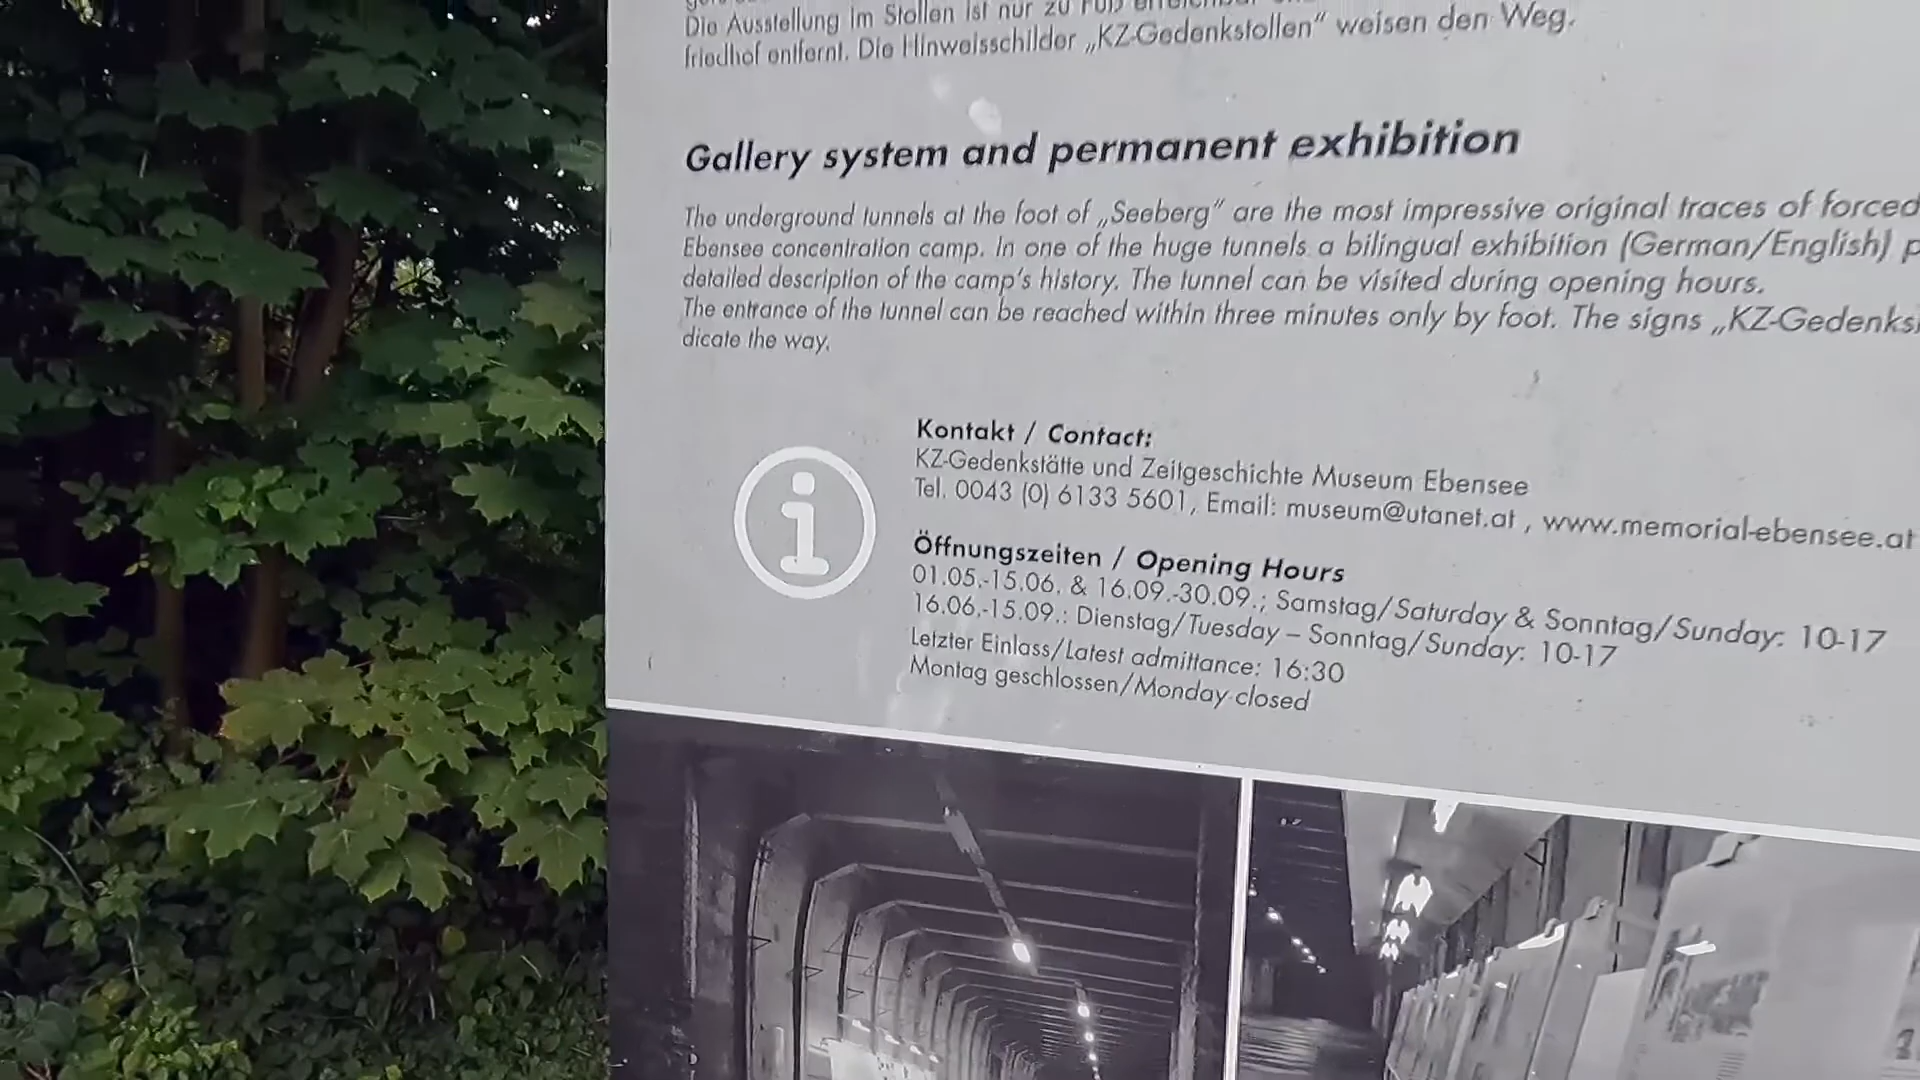 Die Ausstellung im Stollen ist nur zu Fuß
friedhof entfernt. Die Hinweisschilder „KZ-Gedenkstollen“ weisen den Weg.
Gallery system and permanent exhibition
The underground tunnels at the foot of „Seeberg“ are the most impressive original traces of forced
Ebensee concentration camp. In one of the huge tunnels a bilingual exhibition (German/English) p
detailed description of the camp's history. The tunnel can be visited during opening hours.
The entrance of the tunnel can be reached within three minutes only by foot. The signs „KZ-Gedenks
dicate the way.
Kontakt / Contact:
KZ-Gedenkstätte und Zeitgeschichte Museum Ebensee
Tel. 0043 (0) 6133 5601, Email: museum@utanet.at , www.memorial-ebensee.at
Öffnungszeiten / Opening Hours
01.05.-15.06. & 16.09.-30.09.; Samstag/Saturday & Sonntag/Sunday: 10-17
16.06.-15.09.: Dienstag/Tuesday – Sonntag/Sunday: 10-17
Letzter Einlass/Latest admittance: 16:30
Montag geschlossen/Monday closed